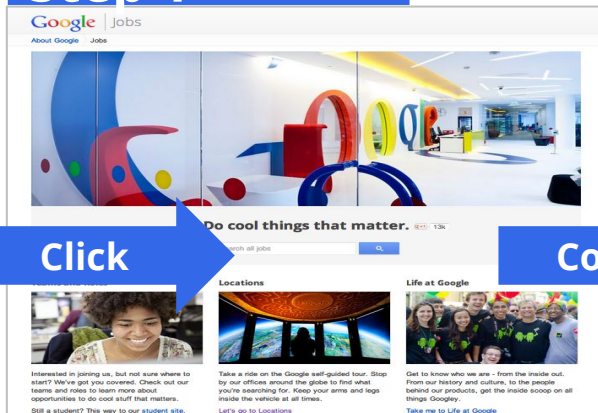 Google Jobs
About Google Jobs
Do cool things that matter. 13k
search all jobs
Click
Locations
Life at Google
Interested in joining us, but not sure where to
start? We've got you covered. Check out our
teams and roles to learn more about
opportunities to do cool stuff that matters.
Still a student? This way to our student site.
Take a ride on the Google self-guided tour. Stop
by our offices around the globe to find what
you're searching for. Keep your arms and legs
inside the vehicle at all times.
Let's go to Locations
Get to know who we are - from the inside out.
From our history and culture, to the people
behind our products, get the inside scoop on all
things Googley.
Take me to Life at Google